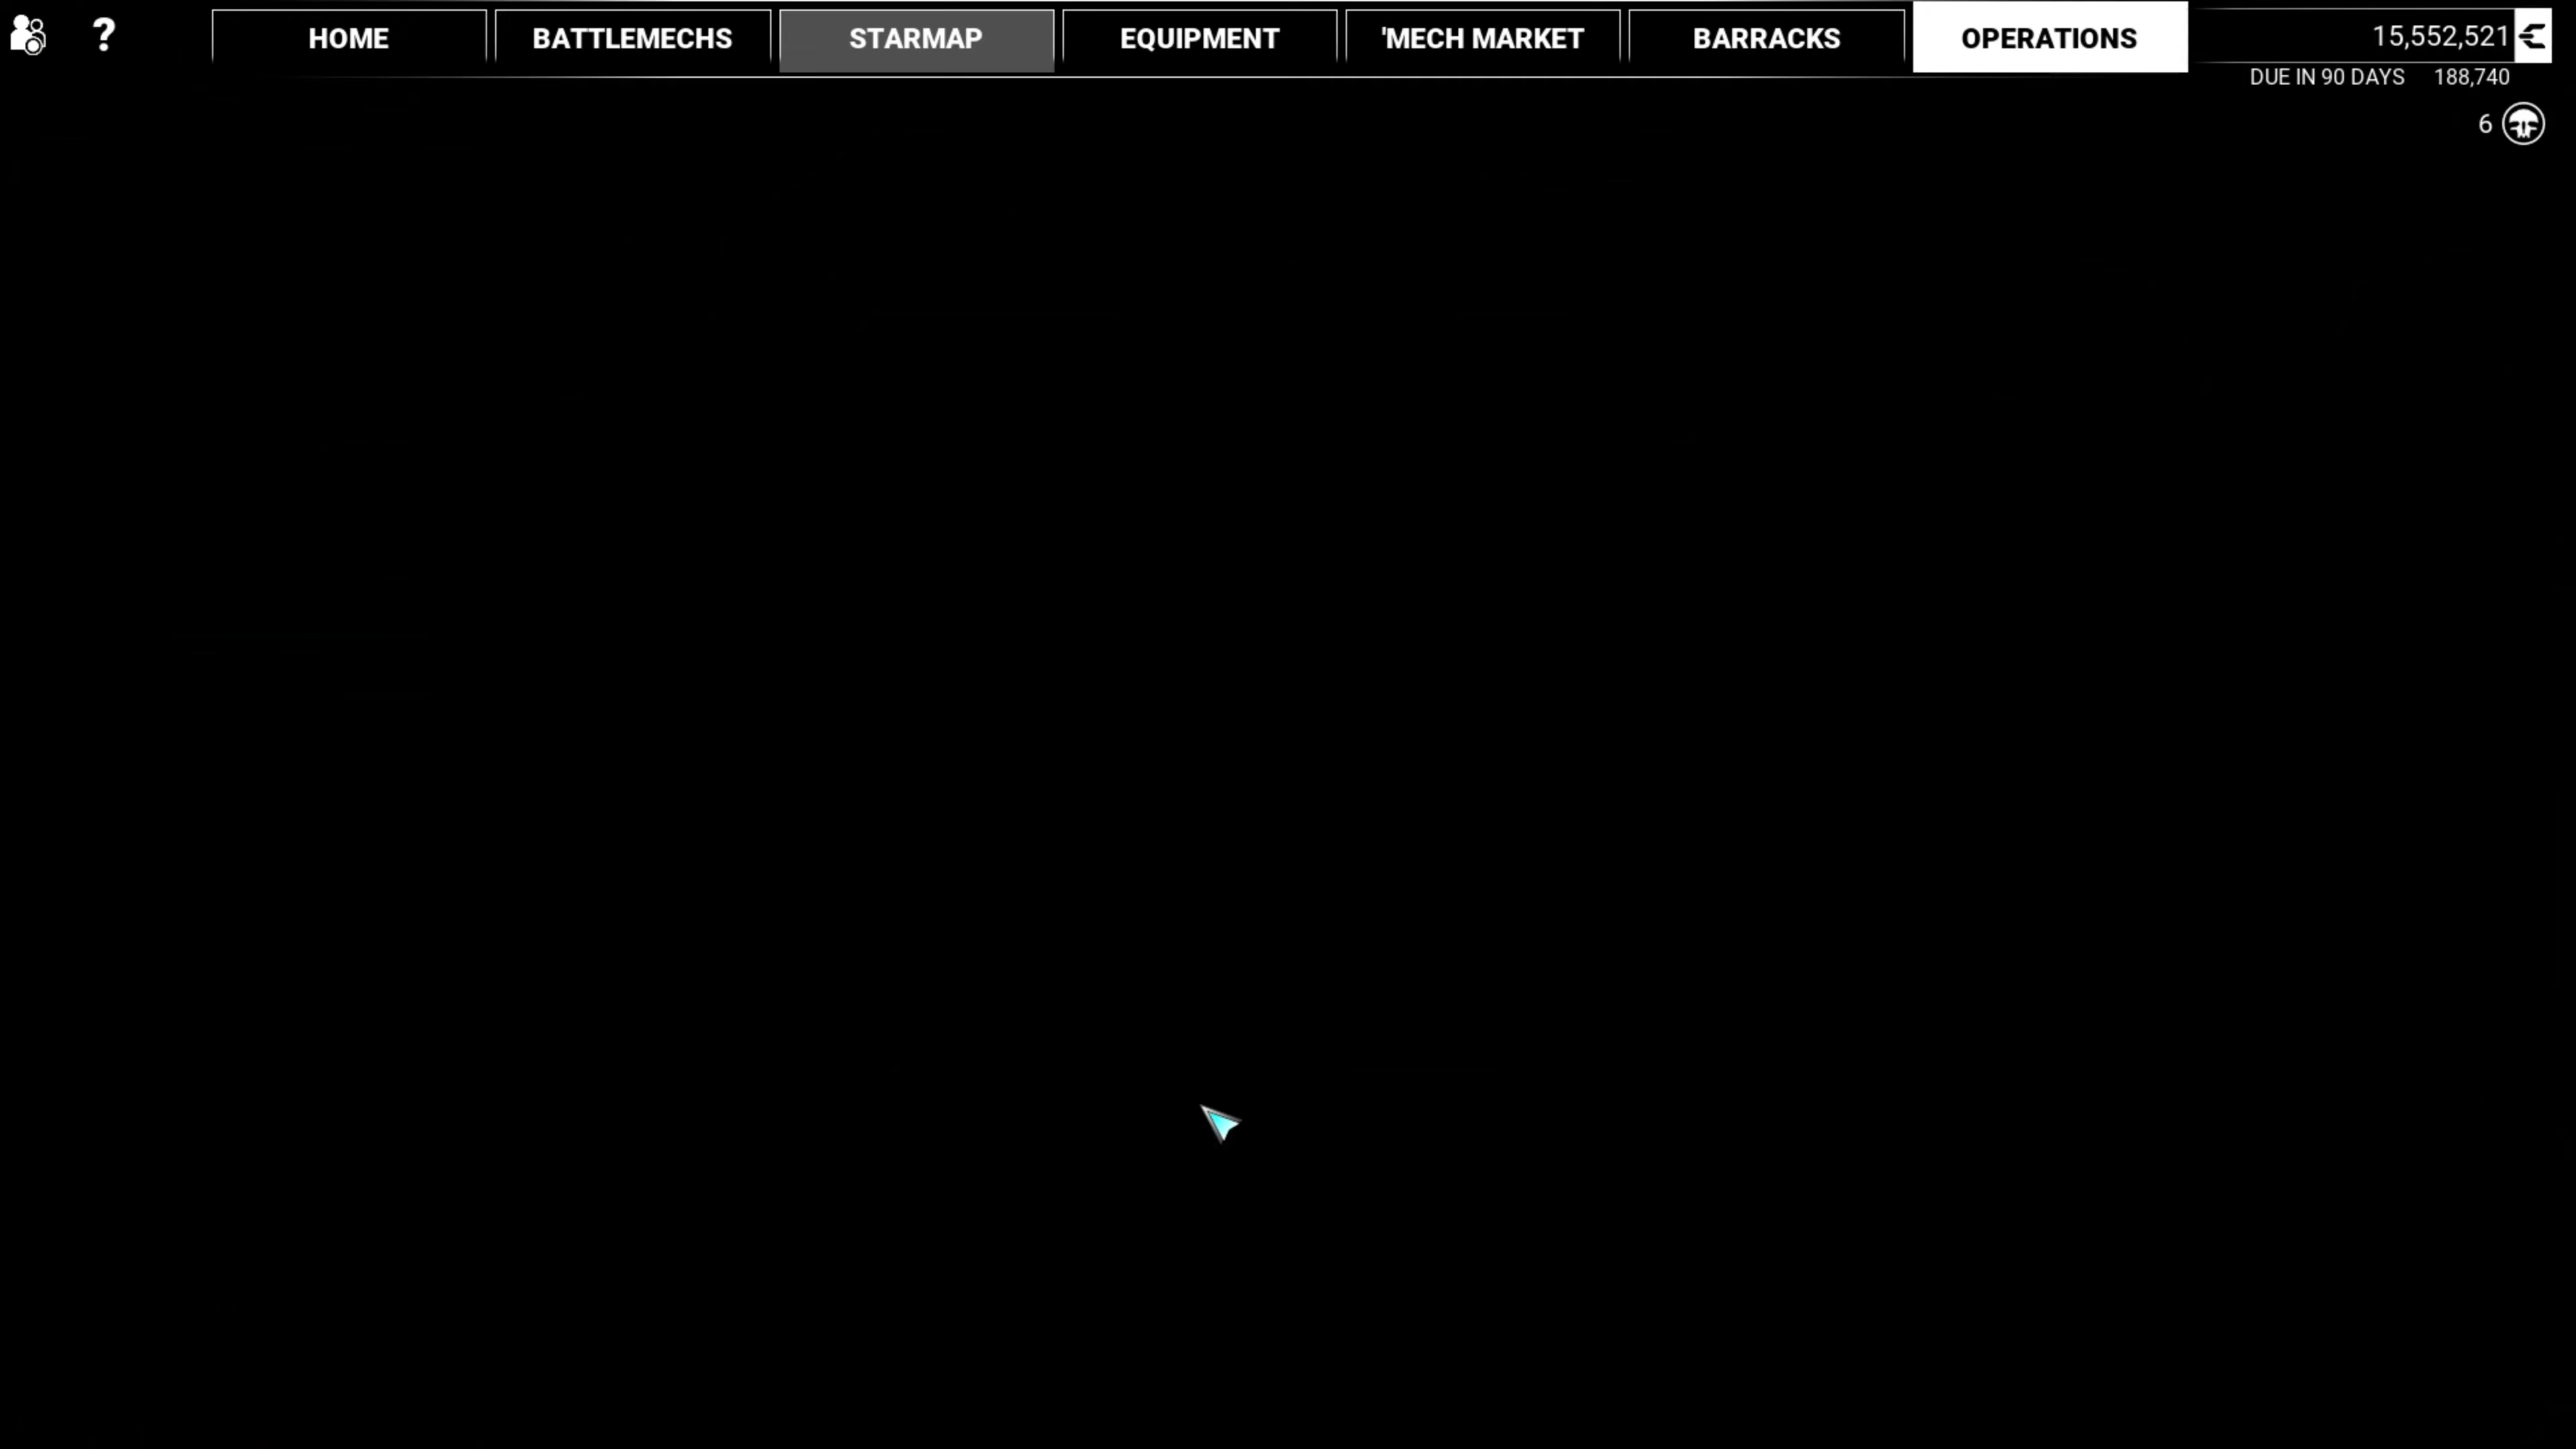 ?
HOME
BATTLEMECHS
STARMAP
EQUIPMENT
'MECH MARKET
BARRACKS
OPERATIONS
15,552,521
DUE IN 90 DAYS 188,740
6